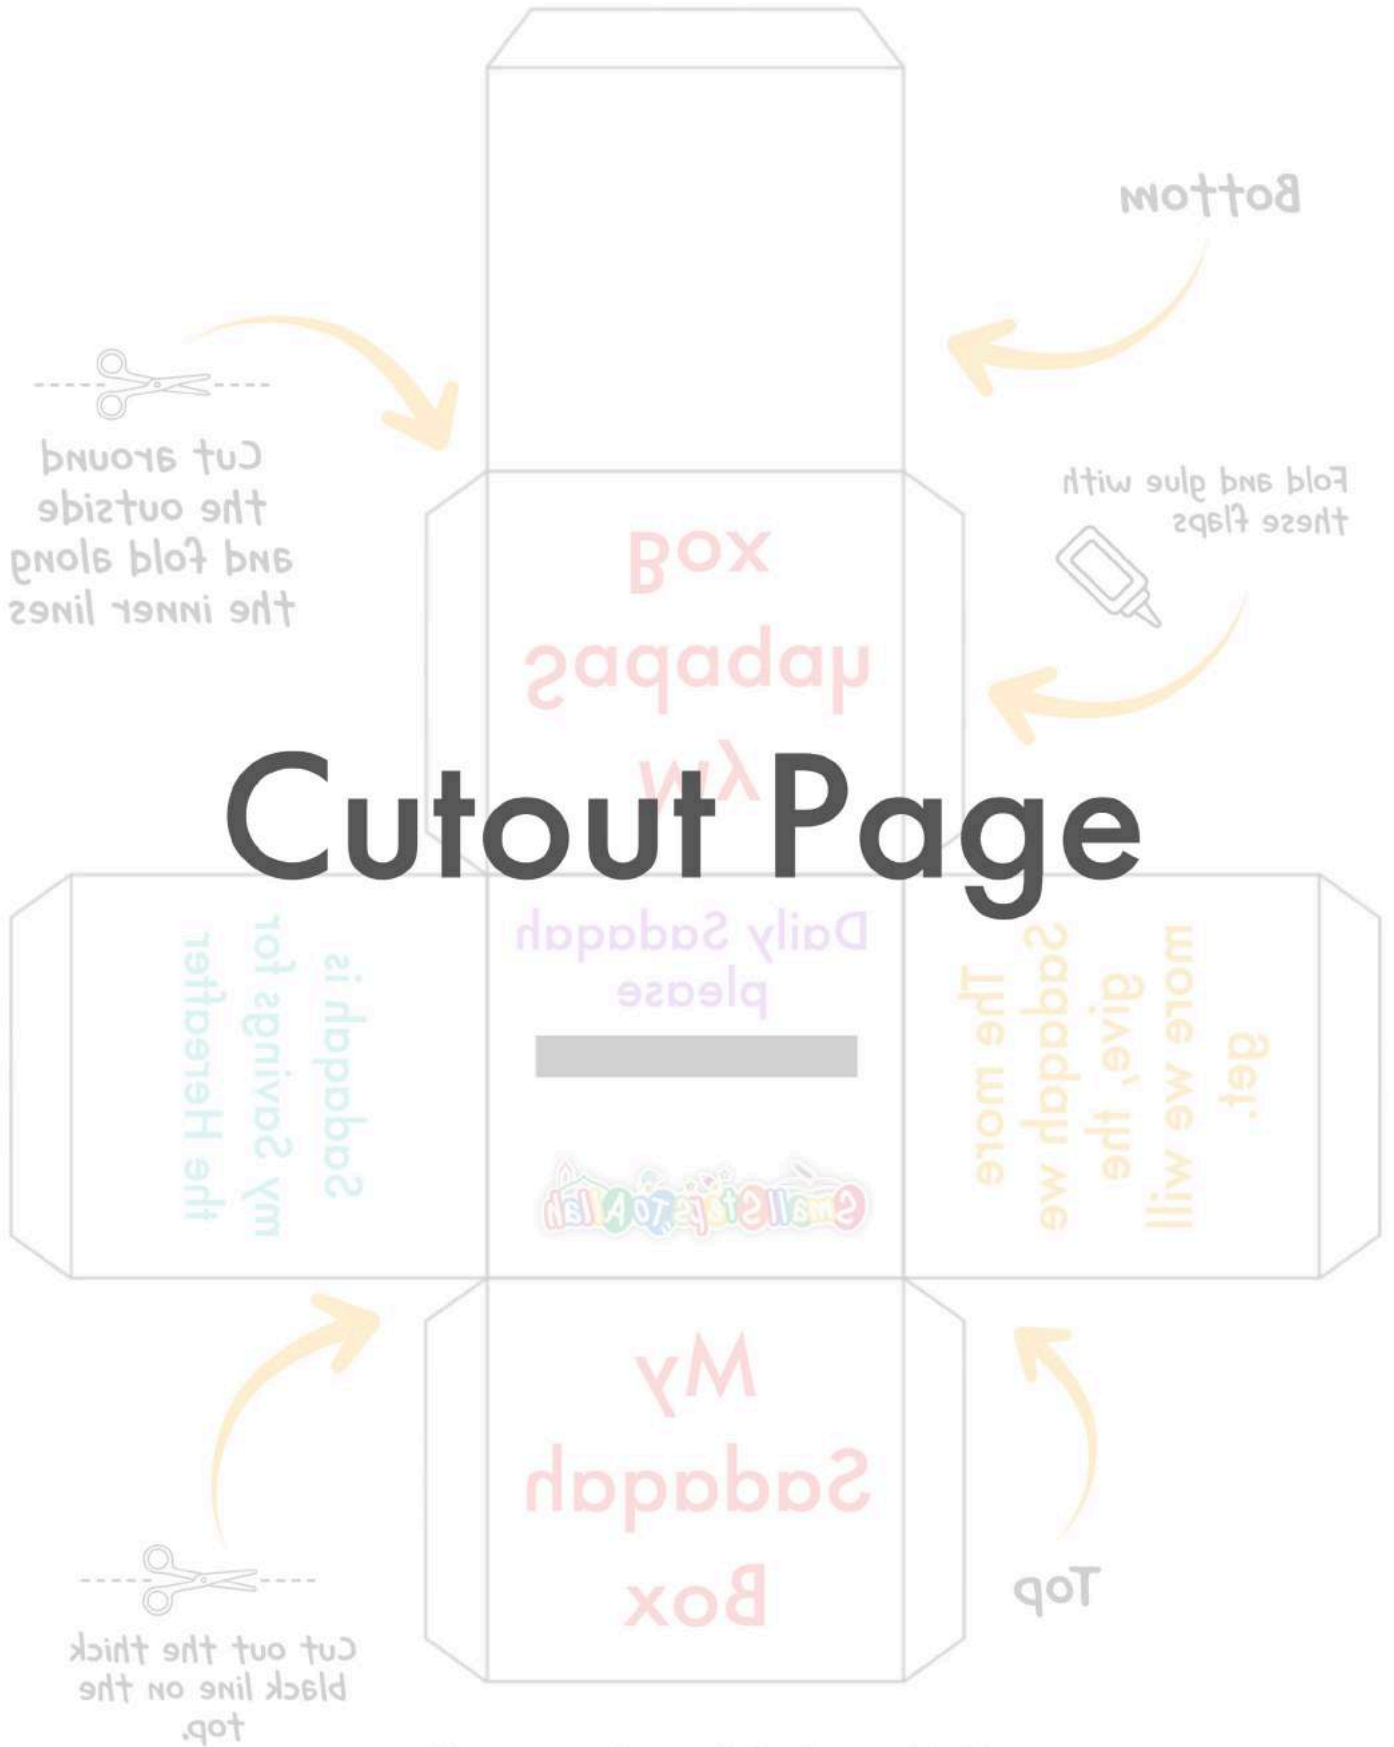 Bottom
Cut around
the outside
and fold along
the inner lines
Fold and glue with
these flaps
My
Sadaqah
Box
Cutout Page
Sadaqah is
my Savings for
the Hereafter
Daily Sadaqah
please
The more
Sadaqah we
give, the
more we will
get.
SmallStepsToAllah
My
Sadaqah
Box
Top
Cut out the thick
black line on the
top.